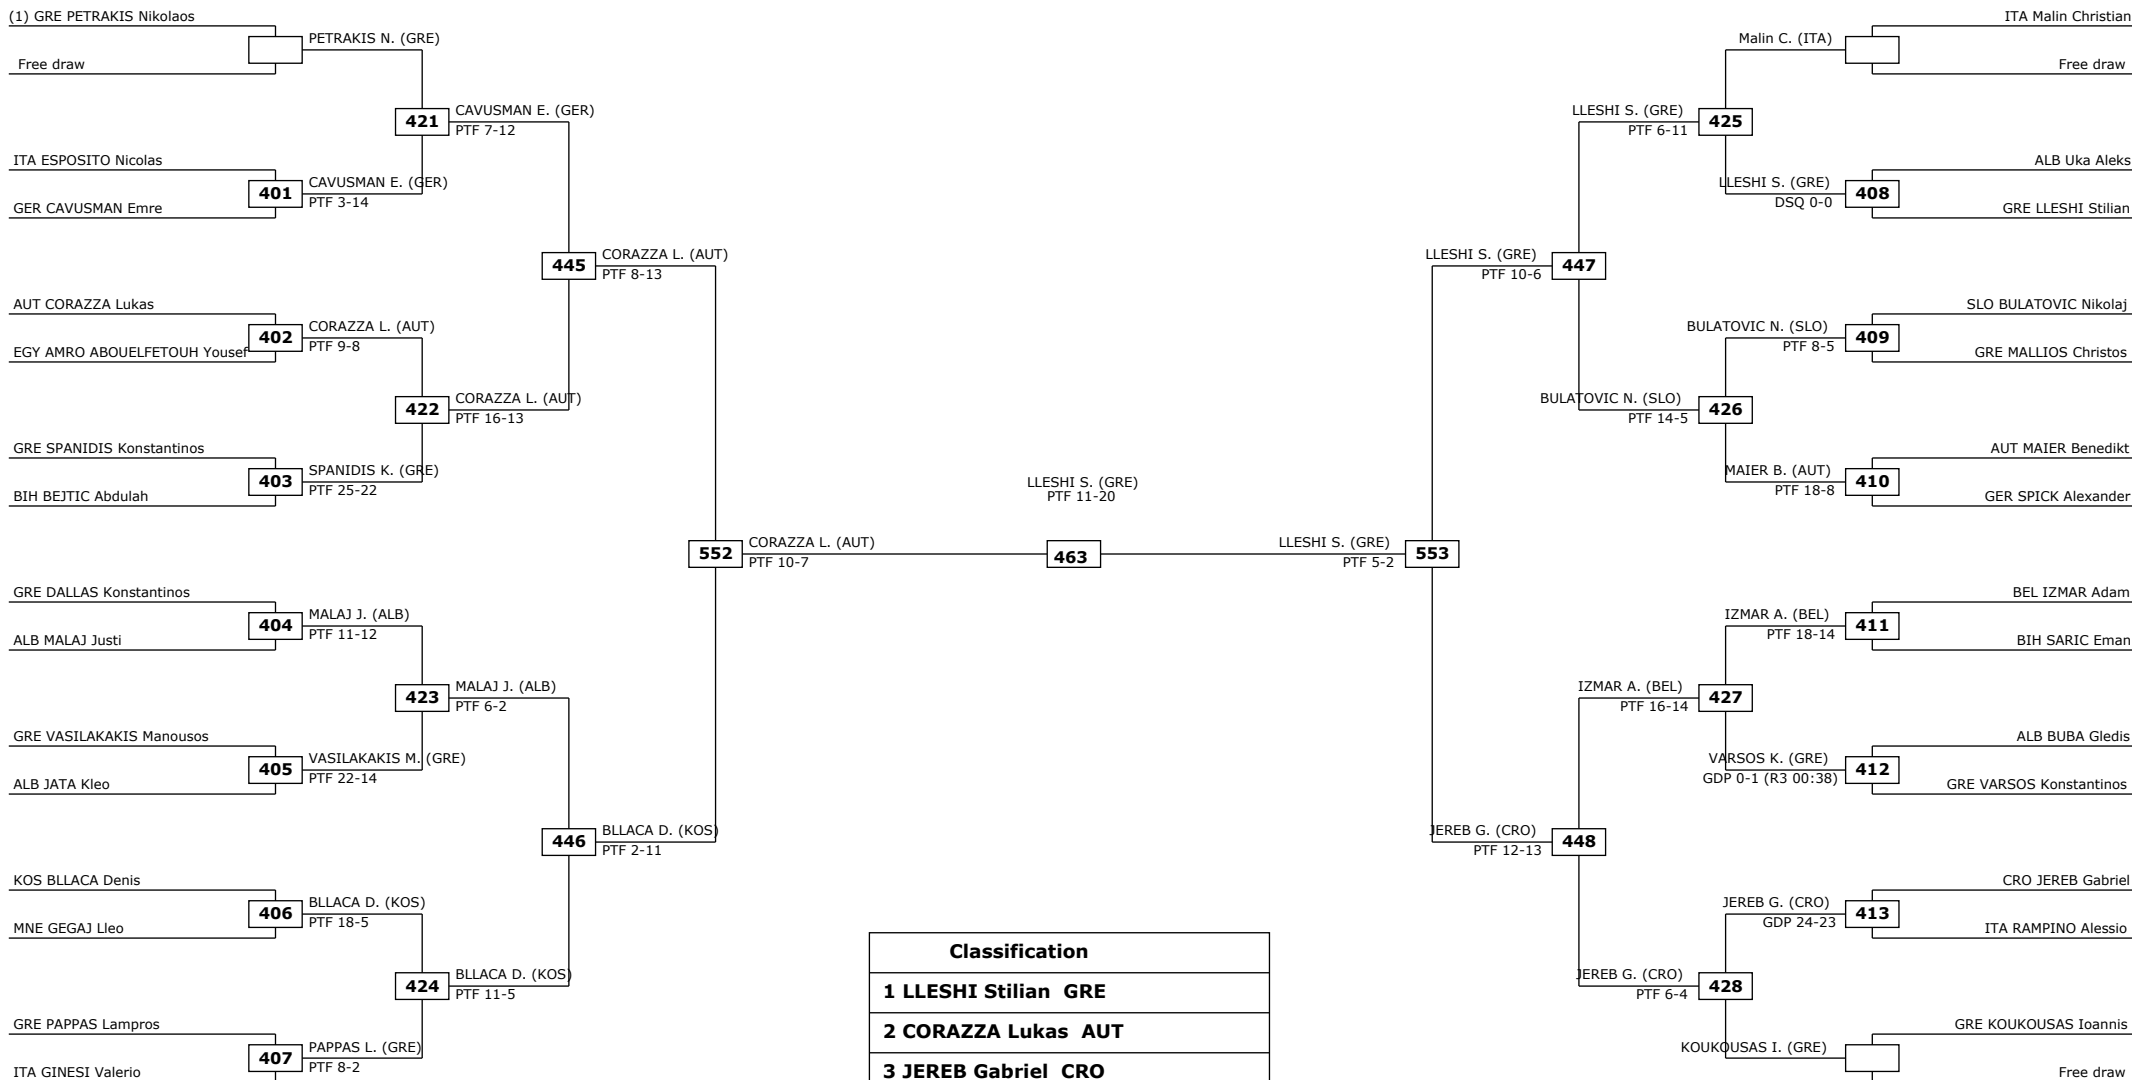 (1) GRE PETRAKIS Nikolaos
PETRAKIS N. (GRE)
Free draw
421
CAVUSMAN E. (GER)
PTF 7-12
ITA ESPOSITO Nicolas
401
CAVUSMAN E. (GER)
PTF 3-14
GER CAVUSMAN Emre
445
CORAZZA L. (AUT)
PTF 8-13
AUT CORAZZA Lukas
402
CORAZZA L. (AUT)
PTF 9-8
EGY AMRO ABOUELFETOUH Yousef
422
CORAZZA L. (AUT)
PTF 16-13
GRE SPANIDIS Konstantinos
403
SPANIDIS K. (GRE)
PTF 25-22
BIH BEJTIC Abdulah
552
CORAZZA L. (AUT)
PTF 10-7
GRE DALLAS Konstantinos
404
MALAJ J. (ALB)
PTF 11-12
ALB MALAJ Justi
423
MALAJ J. (ALB)
PTF 6-2
GRE VASILAKAKIS Manousos
405
VASILAKAKIS M. (GRE)
PTF 22-14
ALB JATA Kleo
446
BLLACA D. (KOS)
PTF 2-11
KOS BLLACA Denis
406
BLLACA D. (KOS)
PTF 18-5
MNE GEGAJ Lleo
424
BLLACA D. (KOS)
PTF 11-5
GRE PAPPAS Lampros
407
PAPPAS L. (GRE)
PTF 8-2
ITA GINESI Valerio
LLESHI S. (GRE)
PTF 11-20
463
ITA Malin Christian
Malin C. (ITA)
Free draw
LLESHI S. (GRE)
PTF 6-11
425
ALB Uka Aleks
LLESHI S. (GRE)
DSQ 0-0
408
GRE LLESHI Stilian
LLESHI S. (GRE)
PTF 10-6
447
SLO BULATOVIC Nikolaj
BULATOVIC N. (SLO)
PTF 8-5
409
GRE MALLIOS Christos
BULATOVIC N. (SLO)
PTF 14-5
426
AUT MAIER Benedikt
MAIER B. (AUT)
PTF 18-8
410
GER SPICK Alexander
LLESHI S. (GRE)
PTF 5-2
553
BEL IZMAR Adam
IZMAR A. (BEL)
PTF 18-14
411
BIH SARIC Eman
IZMAR A. (BEL)
PTF 16-14
427
ALB BUBA Gledis
VARSOS K. (GRE)
GDP 0-1 (R3 00:38)
412
GRE VARSOS Konstantinos
JEREB G. (CRO)
PTF 12-13
448
CRO JEREB Gabriel
JEREB G. (CRO)
GDP 24-23
413
ITA RAMPINO Alessio
JEREB G. (CRO)
PTF 6-4
428
GRE KOUKOUSAS Ioannis
KOUKOUSAS I. (GRE)
Free draw
Classification
1 LLESHI Stilian GRE
2 CORAZZA Lukas AUT
3 JEREB Gabriel CRO